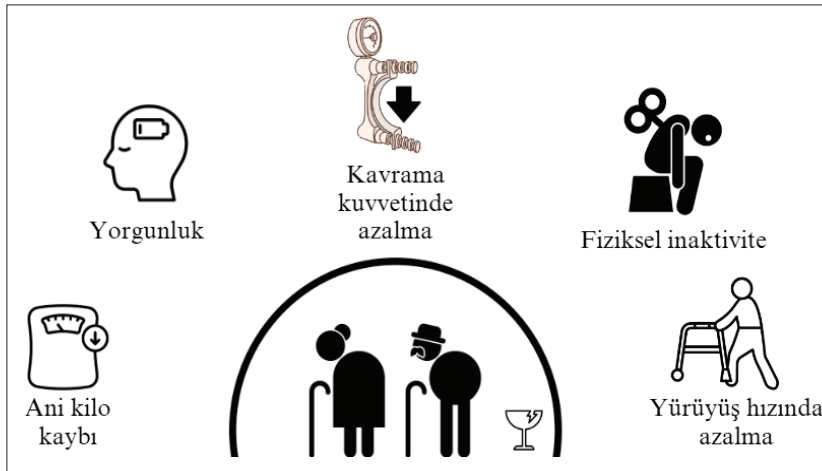 Kavrama
kuvvetinde
azalma
Yorgunluk
Fiziksel inaktivite
Ani kilo
kaybı
Yürüyüş hızında
azalma